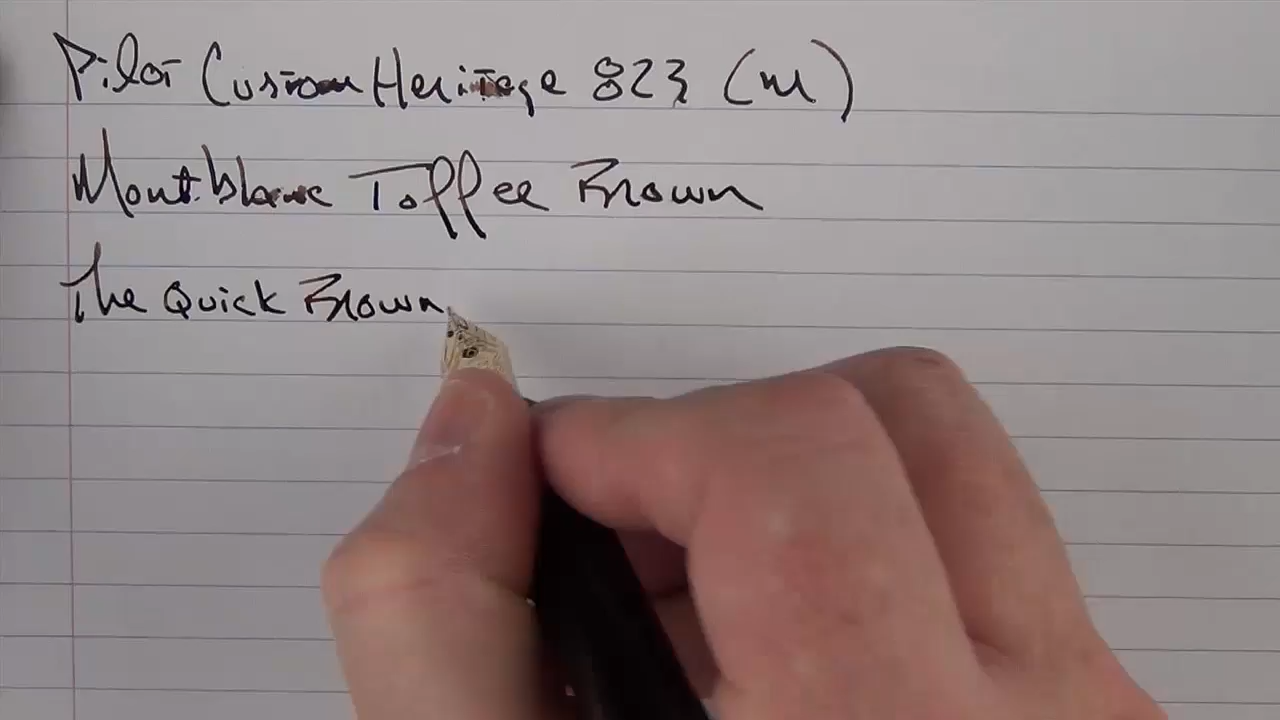 Pilot Custom Heritage 823 (M)
Montblanc Toffee Brown
The Quick Brown